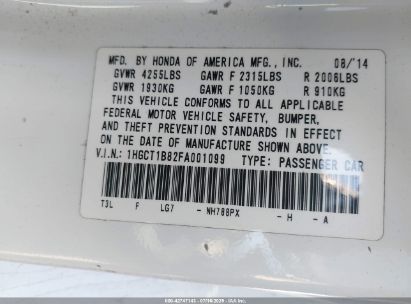 MFD. BY HONDA OF AMERICA MFG., INC. 08/'14
GVWR 4255LBS GAWR F 2315LBS R 2006LBS
GVWR 1930KG GAWR F 1050KG R 910KG
THIS VEHICLE CONFORMS TO ALL APPLICABLE
FEDERAL MOTOR VEHICLE SAFETY, BUMPER,
AND THEFT PREVENTION STANDARDS IN EFFECT
ON THE DATE OF MANUFACTURE SHOWN ABOVE.
V.I.N.: 1HGCT1B82FA001099 TYPE: PASSENGER CAR
T3L F LG7 - NH788PX - H - A